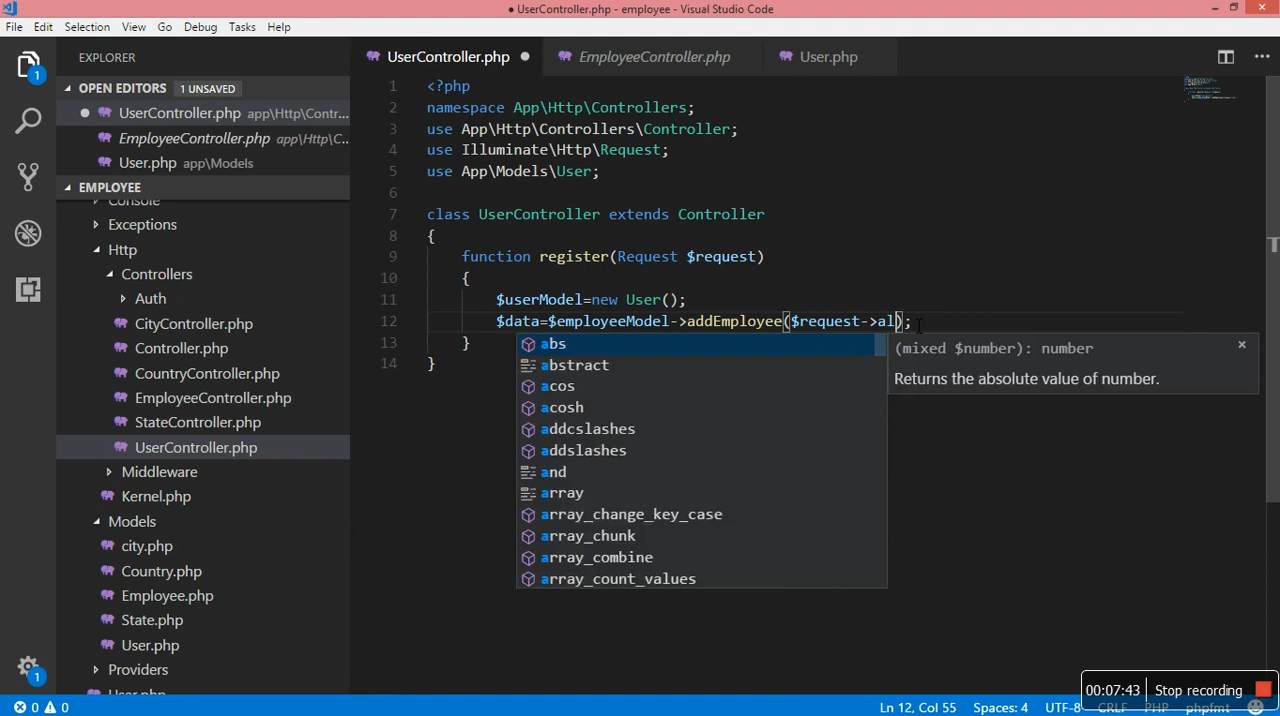 ● UserController.php - employee - Visual Studio Code
File Edit Selection View Go Debug Tasks Help
EXPLORER
OPEN EDITORS 1 UNSAVED
UserController.php app\Http\Contr...
EmployeeController.php app\Http\C...
User.php app\Models
EMPLOYEE
Console
Exceptions
Http
Controllers
Auth
CityController.php
Controller.php
CountryController.php
EmployeeController.php
StateController.php
UserController.php
Middleware
Kernel.php
Models
city.php
Country.php
Employee.php
State.php
User.php
Providers
User.php
1
1
UserController.php EmployeeController.php User.php
1 <?php
2 namespace App\Http\Controllers;
3 use App\Http\Controllers\Controller;
4 use Illuminate\Http\Request;
5 use App\Models\User;
6
7 class UserController extends Controller
8 {
9 function register(Request $request)
10 {
11 $userModel=new User();
12 $data=$employeeModel->addEmployee($request->al);
13 }
14 }
abs
abstract
acos
acosh
addcslashes
addslashes
and
array
array_change_key_case
array_chunk
array_combine
array_count_values
(mixed $number): number
Returns the absolute value of number.
00:07:43 Stop recording
0 0 Ln 12, Col 55 Spaces: 4 UTF-8 CRLF PHP phpfmt